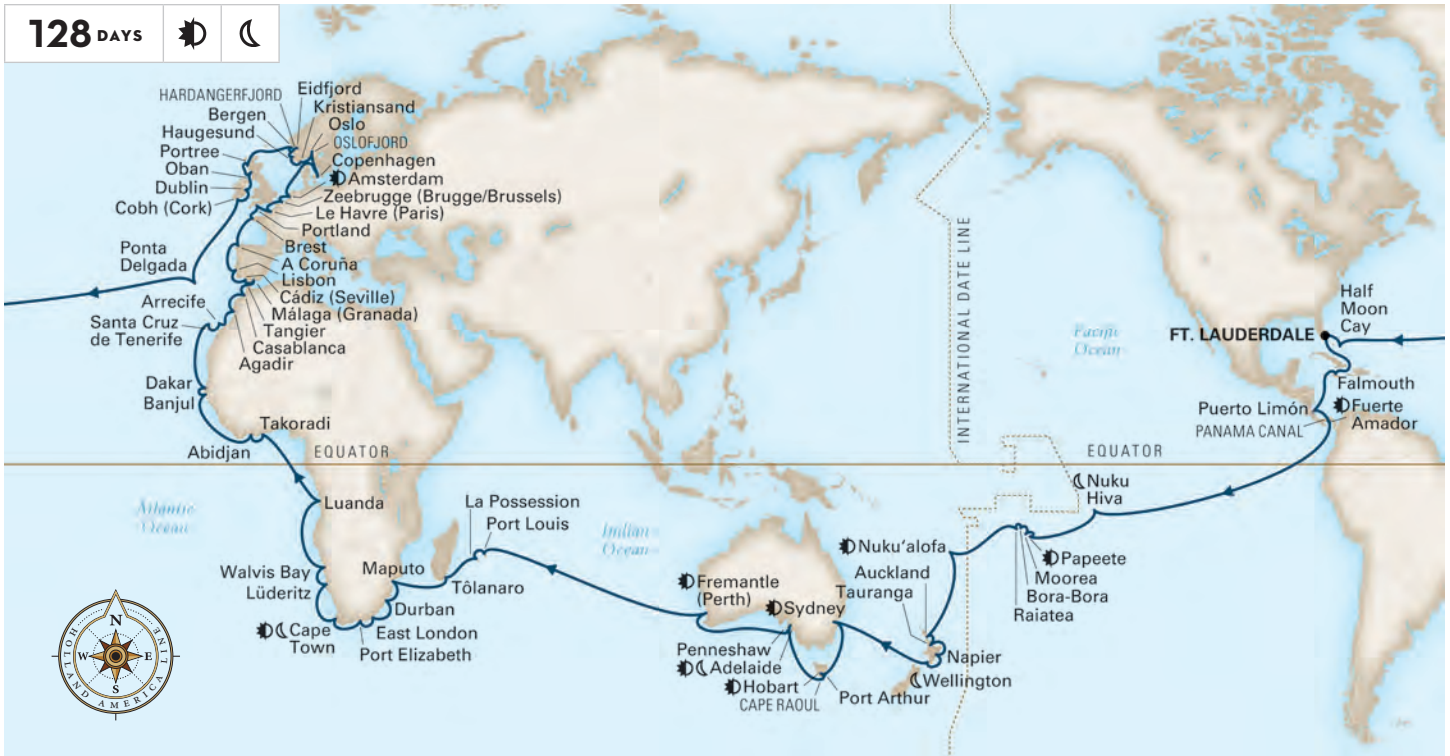 128 DAYS
HARDANGERFJORD
Eidfjord
Bergen
Kristiansand
Haugesund
Oslo
OSLOFJORD
Portree
Copenhagen
Oban
Amsterdam
Dublin
Zeebrugge (Brugge/Brussels)
Cobh (Cork)
Le Havre (Paris)
Portland
Ponta
Delgada
Brest
A Coruña
Lisbon
Cádiz (Seville)
Arrecife
Málaga (Granada)
Santa Cruz
de Tenerife
Tangier
Casablanca
Agadir
Dakar
Banjul
Takoradi
Abidjan
EQUATOR
Atlantic
Ocean
Luanda
La Possession
Port Louis
Indian
Ocean
Walvis Bay
Lüderitz
Maputo
Tôlanaro
Durban
Cape
Town
East London
Port Elizabeth
Fremantle
(Perth)
Sydney
Penneshaw
Adelaide
Hobart
CAPE RAOUL
Port Arthur
Nuku‘alofa
Auckland
Tauranga
Napier
Wellington
INTERNATIONAL DATE LINE
Pacific
Ocean
EQUATOR
Nuku
Hiva
Papeete
Moorea
Bora-Bora
Raiatea
Half
Moon
Cay
FT. LAUDERDALE
Falmouth
Puerto Limón
Fuerte
Amador
PANAMA CANAL
N
W
E
S
HOLLAND AMERICA LINE